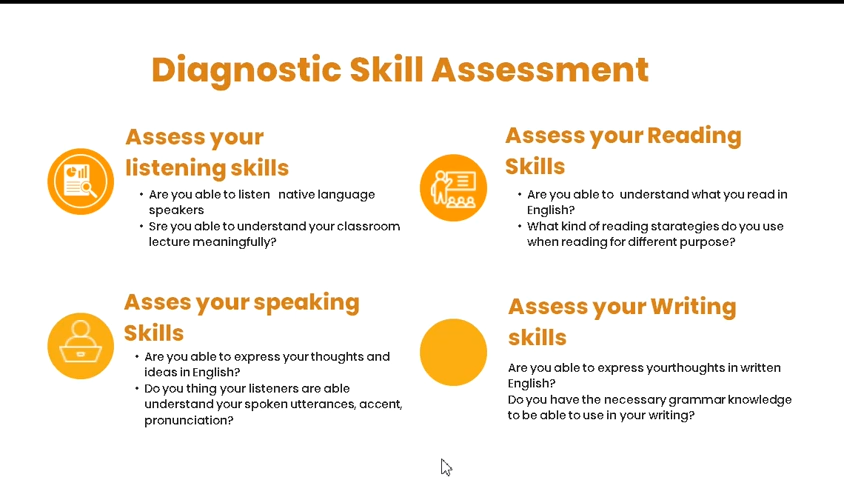 Diagnostic Skill Assessment
Assess your
listening skills
• Are you able to listen native language
speakers
• Sre you able to understand your classroom
lecture meaningfully?
Assess your Reading
Skills
• Are you able to understand what you read in
English?
• What kind of reading starategies do you use
when reading for different purpose?
Asses your speaking
Skills
• Are you able to express your thoughts and
ideas in English?
• Do you thing your listeners are able
understand your spoken utterances, accent,
pronunciation?
Assess your Writing
skills
Are you able to express yourthoughts in written
English?
Do you have the necessary grammar knowledge
to be able to use in your writing?